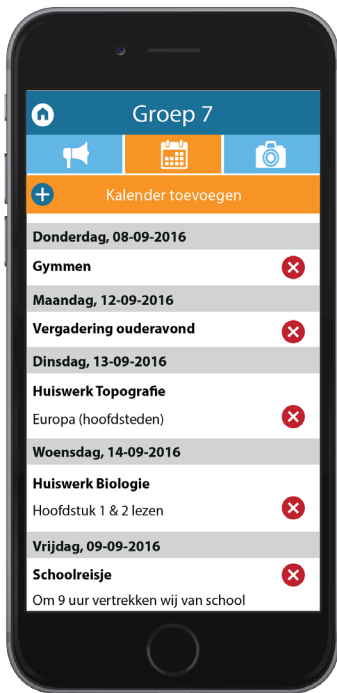 Groep 7
Kalender toevoegen
Donderdag, 08-09-2016
Gymmen
Maandag, 12-09-2016
Vergadering ouderavond
Dinsdag, 13-09-2016
Huiswerk Topografie
Europa (hoofdsteden)
Woensdag, 14-09-2016
Huiswerk Biologie
Hoofdstuk 1 & 2 lezen
Vrijdag, 09-09-2016
Schoolreisje
Om 9 uur vertrekken wij van school